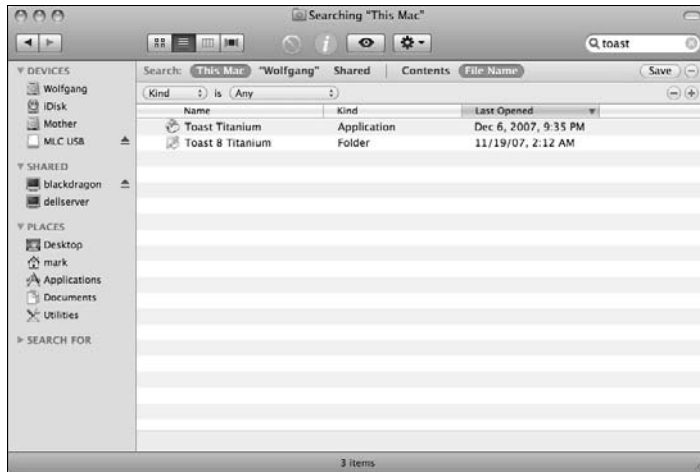 Searching "This Mac"
toast
Search: This Mac "Wolfgang" Shared Contents File Name Save
Kind is Any
Name Kind Last Opened
Toast Titanium Application Dec 6, 2007, 9:35 PM
Toast 8 Titanium Folder 11/19/07, 2:12 AM
DEVICES
Wolfgang
iDisk
Mother
MLC USB
SHARED
blackdragon
dellserver
PLACES
Desktop
mark
Applications
Documents
Utilities
SEARCH FOR
3 items